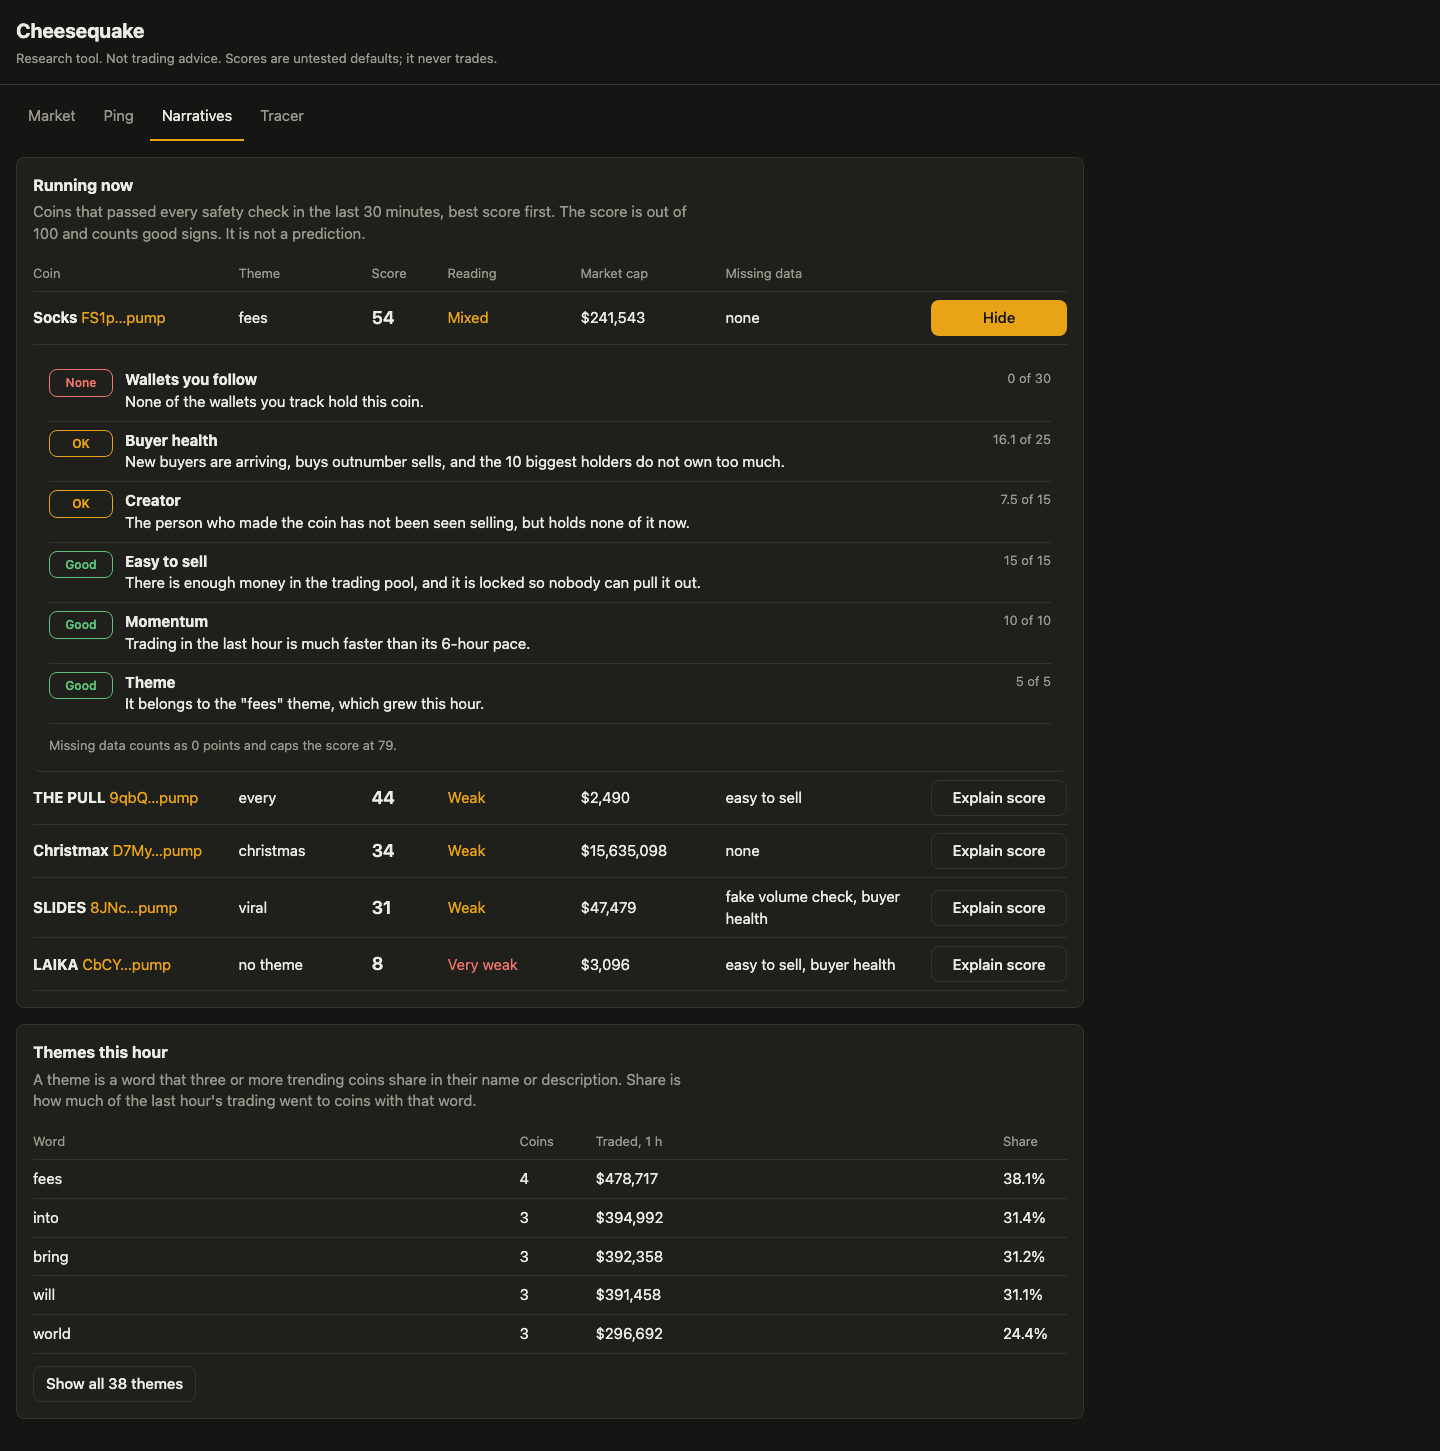 Cheesequake
Research tool. Not trading advice. Scores are untested defaults; it never trades.
Market Ping Narratives Tracer
Running now
Coins that passed every safety check in the last 30 minutes, best score first. The score is out of
100 and counts good signs. It is not a prediction.
Coin Theme Score Reading Market cap Missing data
Socks FS1p...pump fees 54 Mixed $241,543 none Hide
None Wallets you follow 0 of 30
None of the wallets you track hold this coin.
OK Buyer health 16.1 of 25
New buyers are arriving, buys outnumber sells, and the 10 biggest holders do not own too much.
OK Creator 7.5 of 15
The person who made the coin has not been seen selling, but holds none of it now.
Good Easy to sell 15 of 15
There is enough money in the trading pool, and it is locked so nobody can pull it out.
Good Momentum 10 of 10
Trading in the last hour is much faster than its 6-hour pace.
Good Theme 5 of 5
It belongs to the "fees" theme, which grew this hour.
Missing data counts as 0 points and caps the score at 79.
THE PULL 9qbQ...pump every 44 Weak $2,490 easy to sell Explain score
Christmax D7My...pump christmas 34 Weak $15,635,098 none Explain score
SLIDES 8JNc...pump viral 31 Weak $47,479 fake volume check, buyer health Explain score
LAIKA CbCY...pump no theme 8 Very weak $3,096 easy to sell, buyer health Explain score
Themes this hour
A theme is a word that three or more trending coins share in their name or description. Share is
how much of the last hour's trading went to coins with that word.
Word Coins Traded, 1 h Share
fees 4 $478,717 38.1%
into 3 $394,992 31.4%
bring 3 $392,358 31.2%
will 3 $391,458 31.1%
world 3 $296,692 24.4%
Show all 38 themes